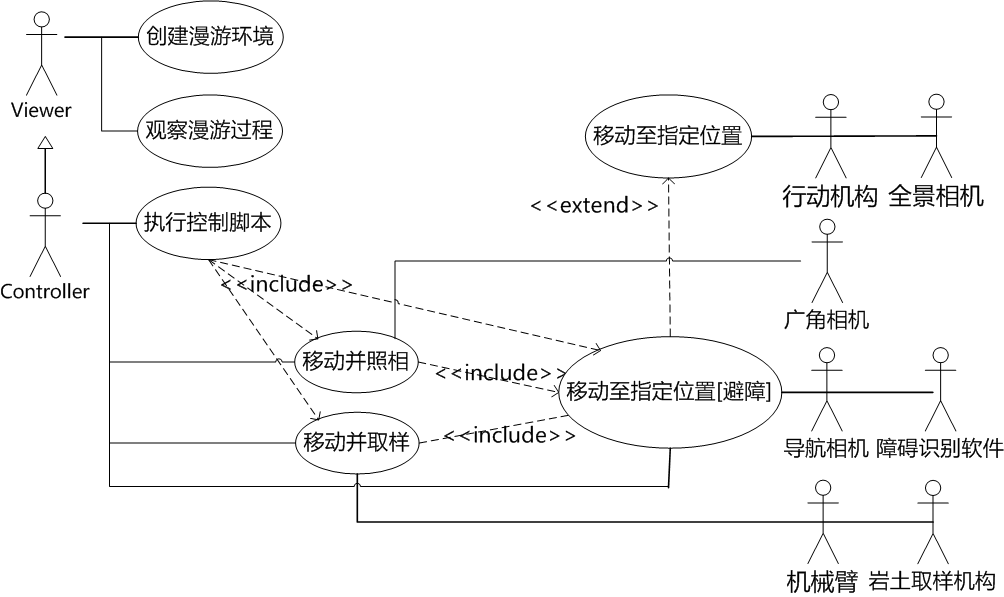 创建漫游环境
Viewer
观察漫游过程
移动至指定位置
行动机构
全景相机
<<extend>>
执行控制脚本
Controller
<<include>>
广角相机
移动并照相
<<include>>
移动至指定位置[避障]
移动并取样
<<include>>
导航相机
障碍识别软件
机械臂
岩土取样机构